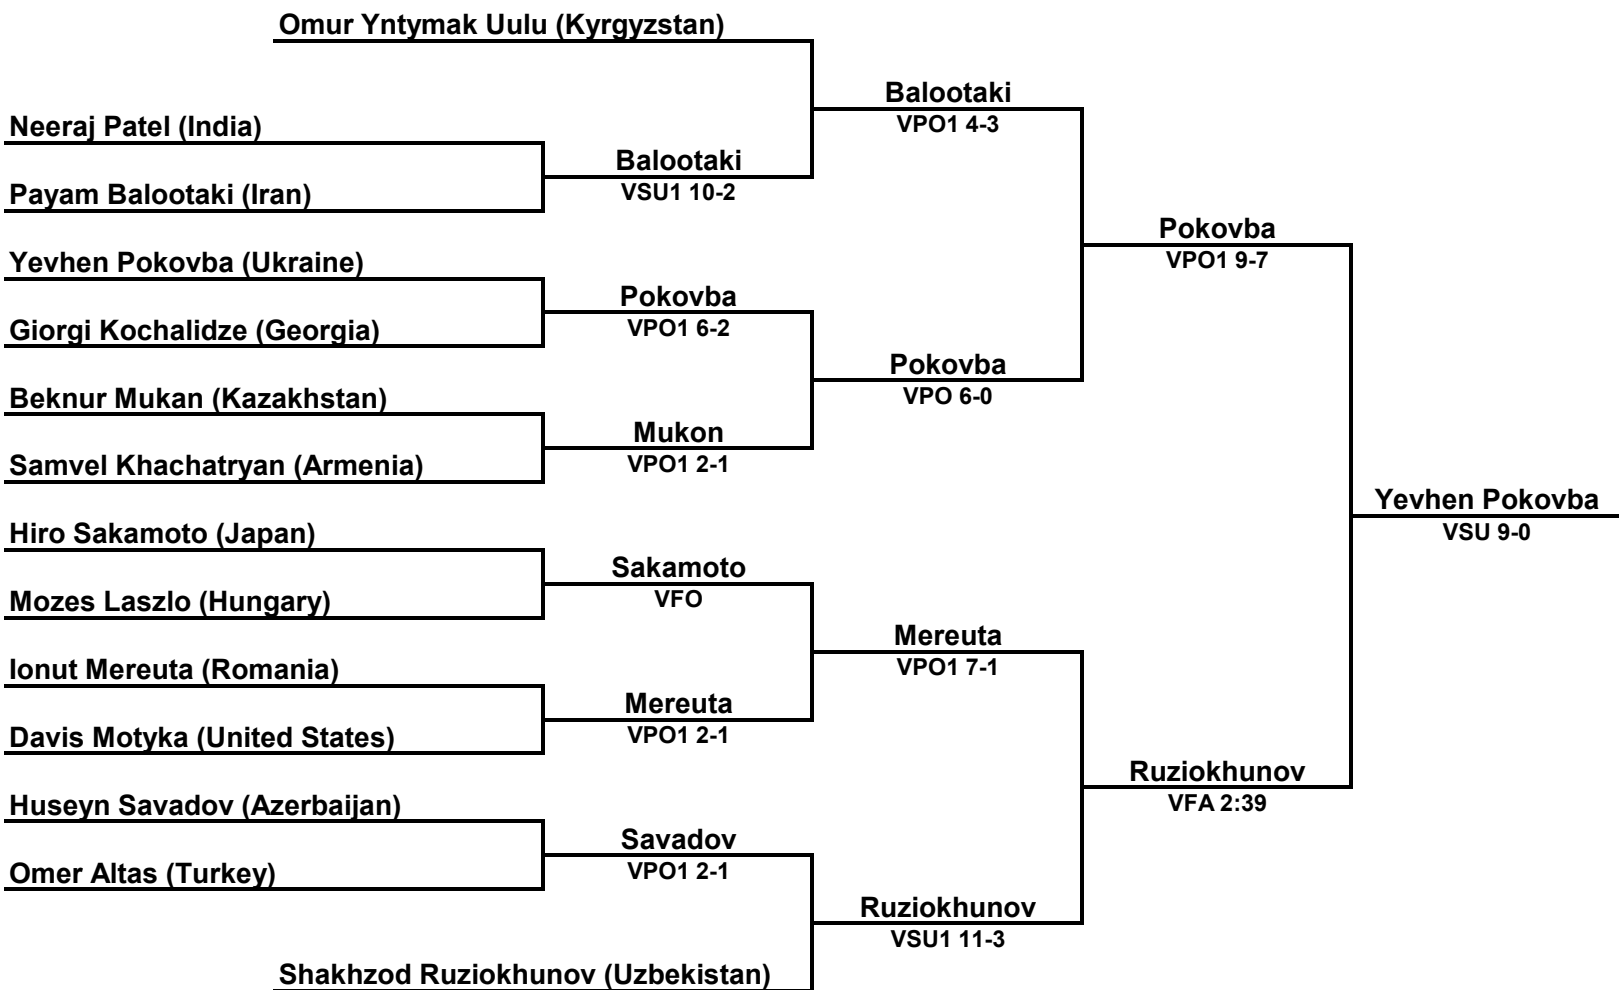 Omur Yntymak Uulu (Kyrgyzstan)
Neeraj Patel (India)
Payam Balootaki (Iran)
Yevhen Pokovba (Ukraine)
Giorgi Kochalidze (Georgia)
Beknur Mukan (Kazakhstan)
Samvel Khachatryan (Armenia)
Hiro Sakamoto (Japan)
Mozes Laszlo (Hungary)
Ionut Mereuta (Romania)
Davis Motyka (United States)
Huseyn Savadov (Azerbaijan)
Omer Altas (Turkey)
Shakhzod Ruziokhunov (Uzbekistan)
Balootaki
VSU1 10-2
Pokovba
VPO1 6-2
Mukon
VPO1 2-1
Sakamoto
VFO
Mereuta
VPO1 2-1
Savadov
VPO1 2-1
Balootaki
VPO1 4-3
Pokovba
VPO 6-0
Mereuta
VPO1 7-1
Ruziokhunov
VSU1 11-3
Pokovba
VPO1 9-7
Ruziokhunov
VFA 2:39
Yevhen Pokovba
VSU 9-0